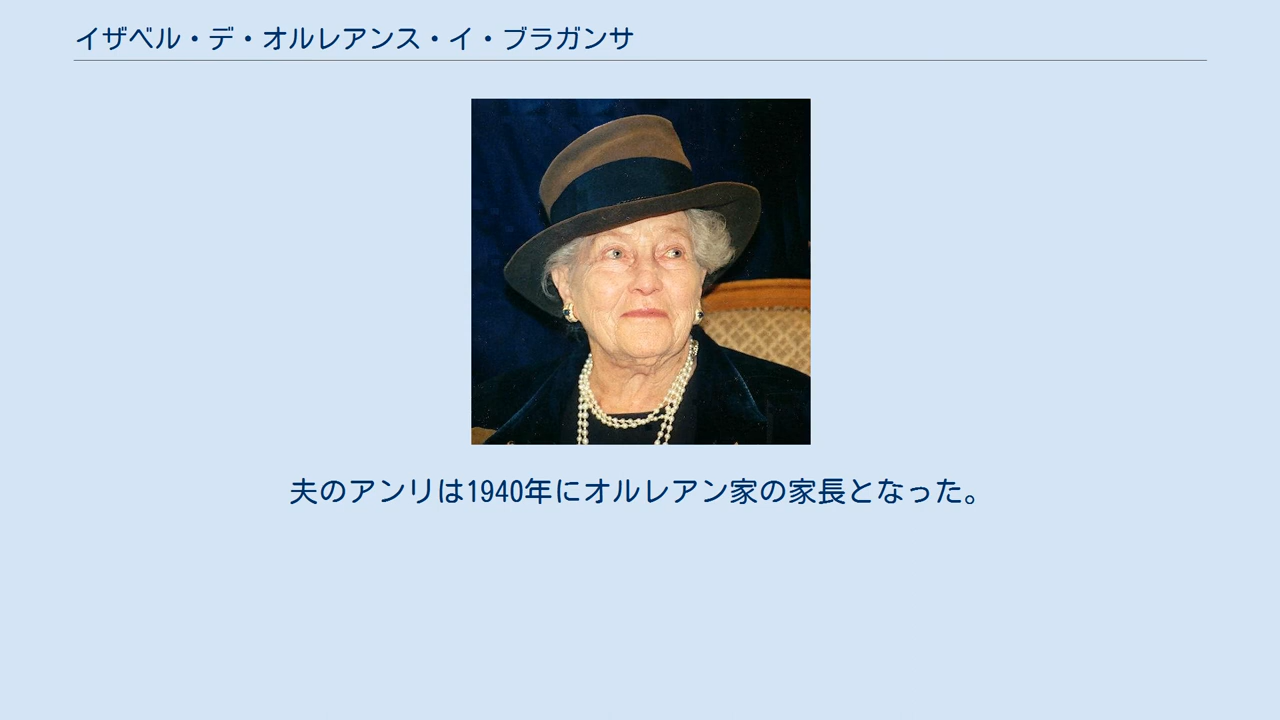 イザベル・デ・オルレアンス・イ・ブラガンサ
夫のアンリは1940年にオルレアン家の家長となった。